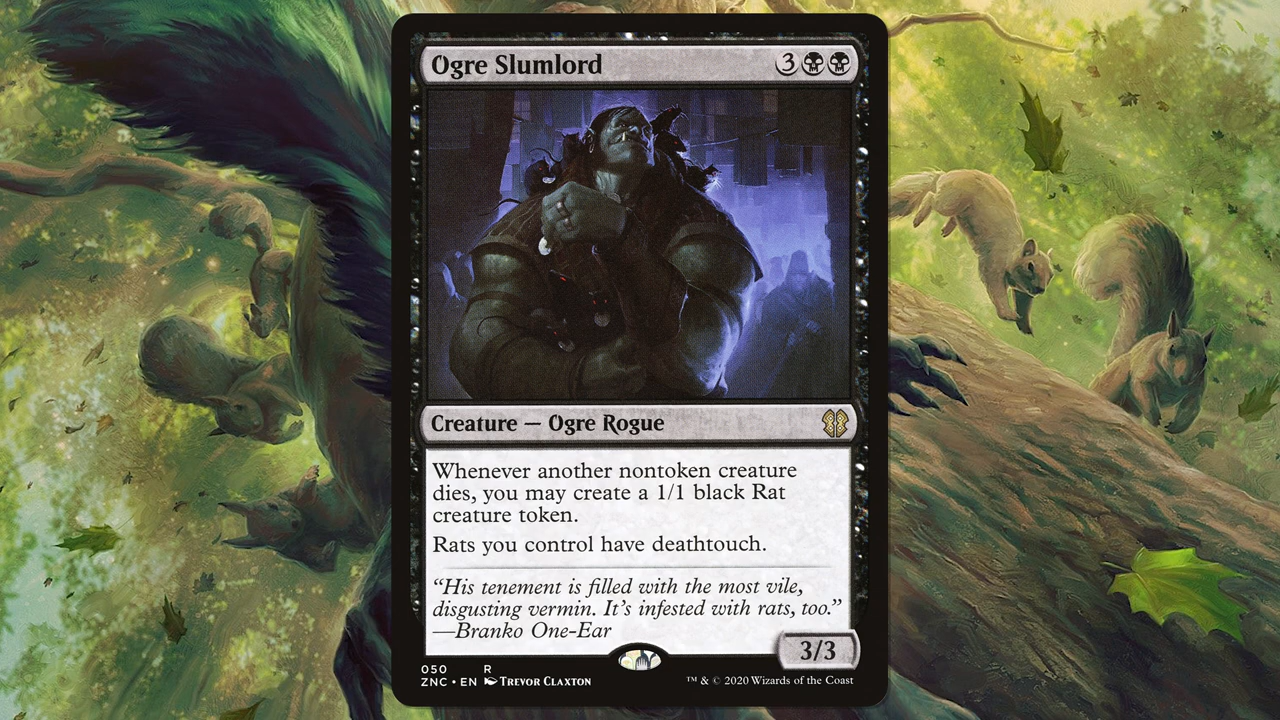 Ogre Slumlord 3
Creature — Ogre Rogue
Whenever another nontoken creature
dies, you may create a 1/1 black Rat
creature token.
Rats you control have deathtouch.
“His tenement is filled with the most vile,
disgusting vermin. It’s infested with rats, too.”
—Branko One-Ear
3/3
050 R
ZNC • EN Trevor Claxton
™ & © 2020 Wizards of the Coast